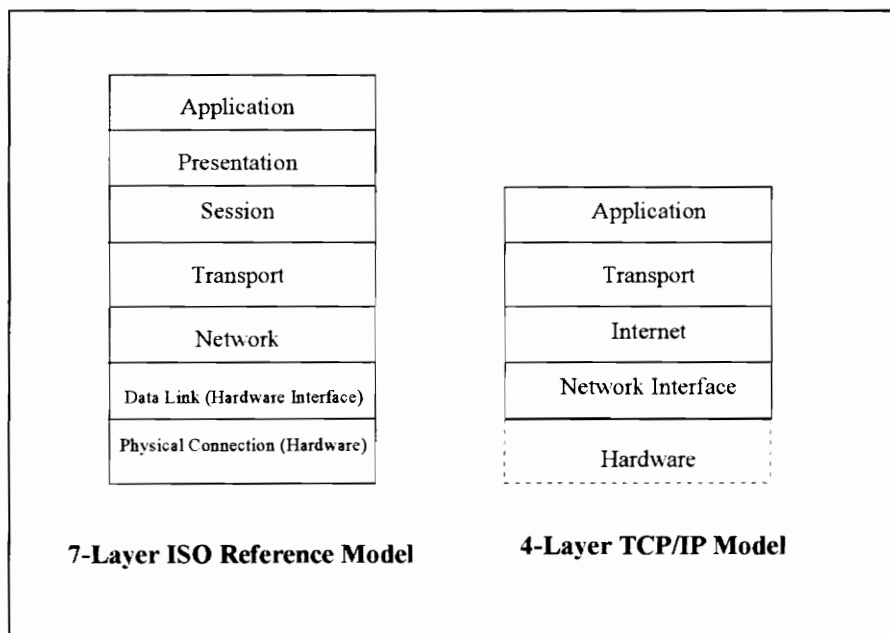 Application
Presentation
Session
Transport
Network
Data Link (Hardware Interface)
Physical Connection (Hardware)
7-Layer ISO Reference Model
Application
Transport
Internet
Network Interface
Hardware
4-Layer TCP/IP Model